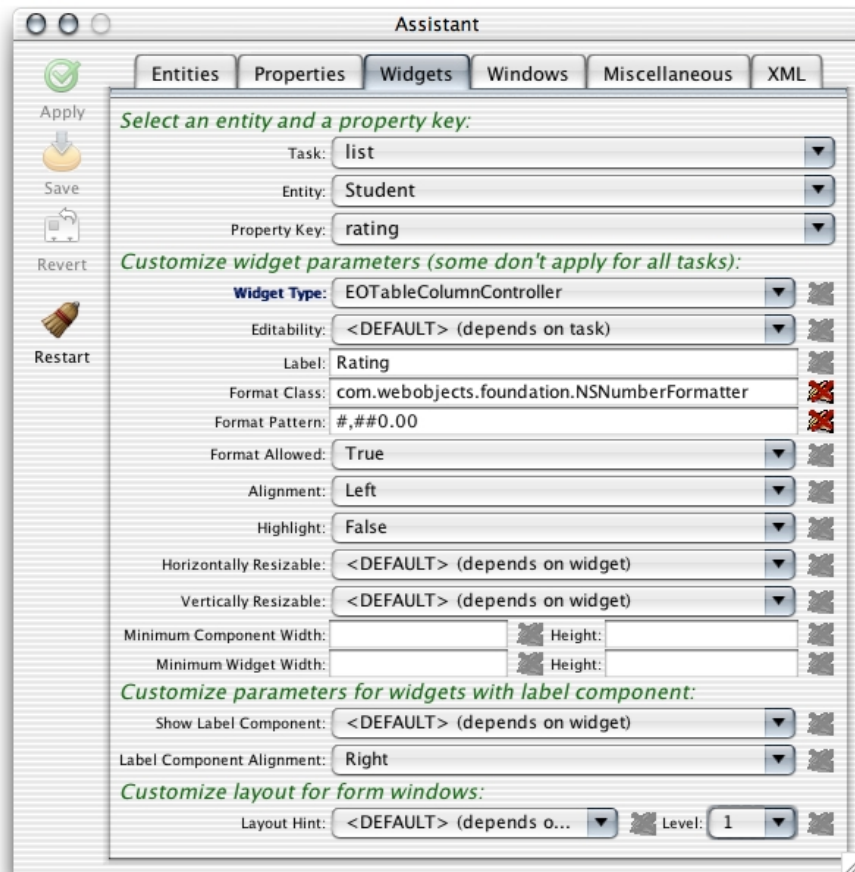 Assistant
Entities Properties Widgets Windows Miscellaneous XML
Apply
Save
Revert
Restart
Select an entity and a property key:
Task: list
Entity: Student
Property Key: rating
Customize widget parameters (some don't apply for all tasks):
Widget Type: EOTableColumnController
Editability: <DEFAULT> (depends on task)
Label: Rating
Format Class: com.webobjects.foundation.NSNumberFormatter
Format Pattern: #,##0.00
Format Allowed: True
Alignment: Left
Highlight: False
Horizontally Resizable: <DEFAULT> (depends on widget)
Vertically Resizable: <DEFAULT> (depends on widget)
Minimum Component Width: Height:
Minimum Widget Width: Height:
Customize parameters for widgets with label component:
Show Label Component: <DEFAULT> (depends on widget)
Label Component Alignment: Right
Customize layout for form windows:
Layout Hint: <DEFAULT> (depends o... Level: 1